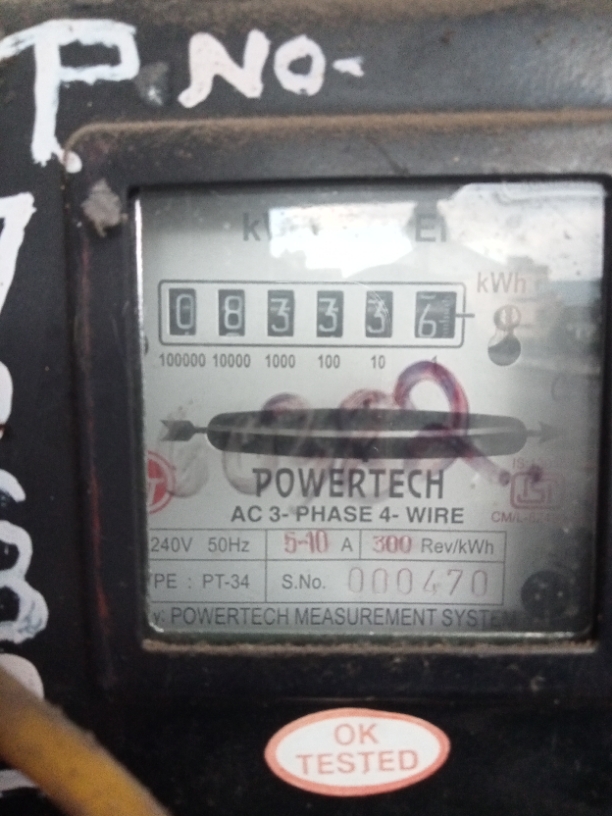 P. NO-
kWh
0 8 3 3 3 6
100000 10000 1000 100 10 1
POWERTECH
AC 3- PHASE 4- WIRE
240V 50Hz 5-10 A 300 Rev/kWh
PT-34 S.No. 000470
POWERTECH MEASUREMENT SYSTEM
OK
TESTED